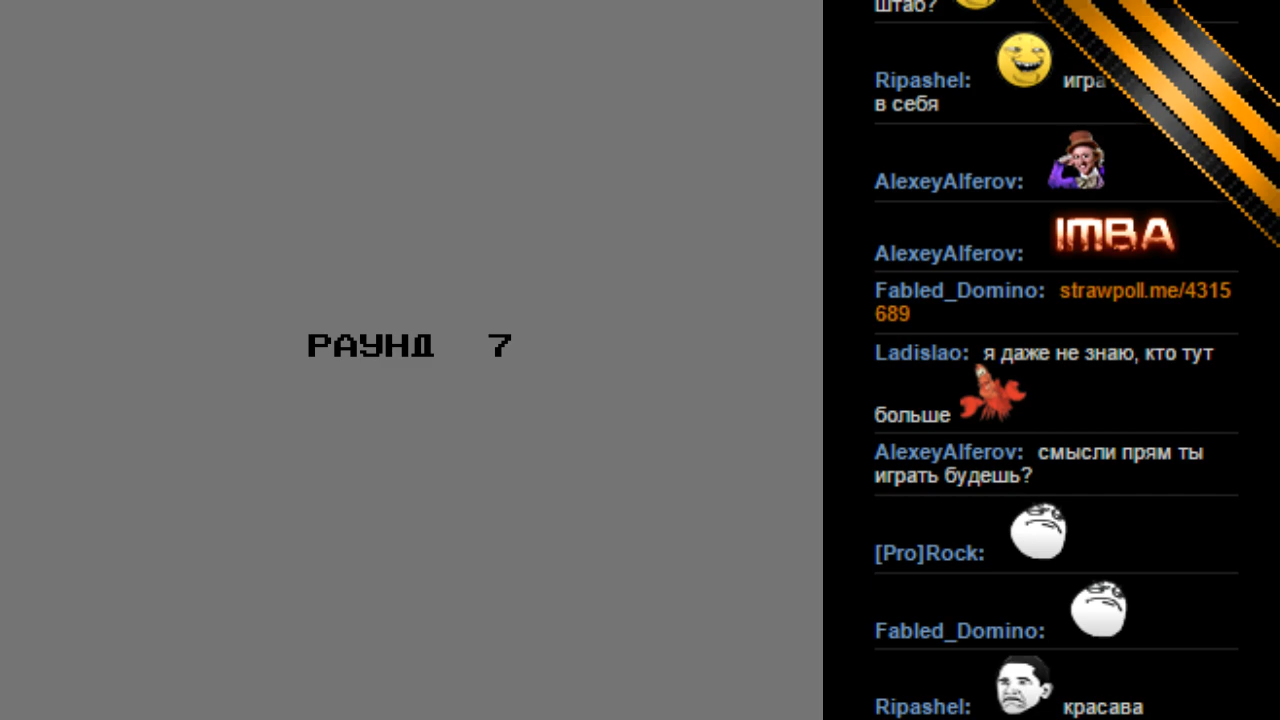 РАУНД 7
штаб?
Ripashel: игра
в себя
AlexeyAlferov:
IMBA
AlexeyAlferov:
Fabled_Domino: strawpoll.me/4315
689
Ladislao: я даже не знаю, кто тут
больше
AlexeyAlferov: смысли прям ты
играть будешь?
[Pro]Rock:
Fabled_Domino:
Ripashel: красава